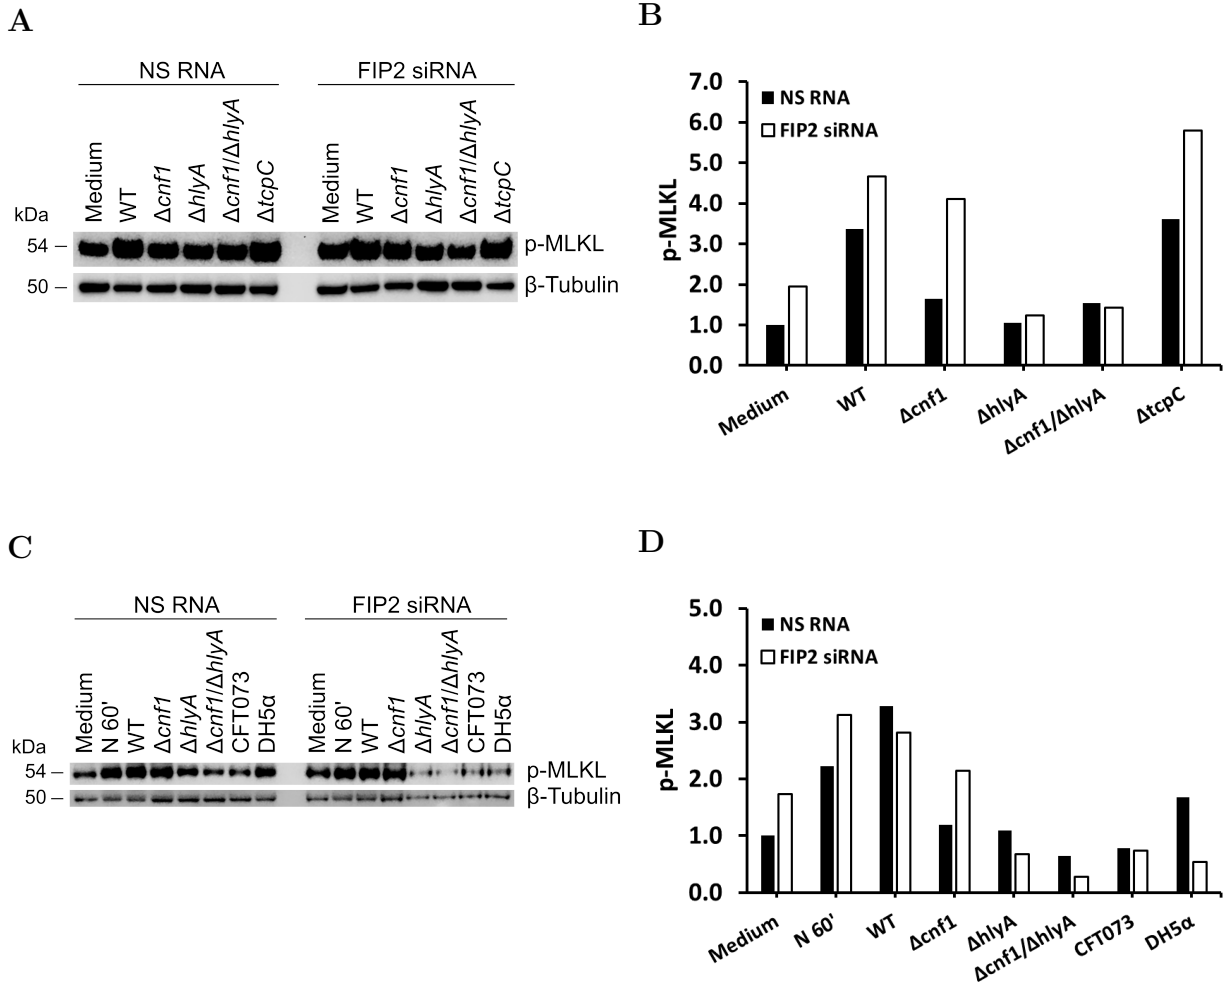 A
NS RNA
FIP2 siRNA
Medium
WT
Δcnf1
ΔhlyA
Δcnf1/ΔhlyA
ΔtcpC
Medium
WT
Δcnf1
ΔhlyA
Δcnf1/ΔhlyA
ΔtcpC
kDa
54
p-MLKL
50
β-Tubulin
B
7.0
6.0
5.0
4.0
3.0
2.0
1.0
0.0
p-MLKL
NS RNA
FIP2 siRNA
Medium
WT
Δcnf1
ΔhlyA
Δcnf1/ΔhlyA
ΔtcpC
C
NS RNA
FIP2 siRNA
Medium
N 60'
WT
Δcnf1
ΔhlyA
Δcnf1/ΔhlyA
CFT073
DH5α
Medium
N 60'
WT
Δcnf1
ΔhlyA
Δcnf1/ΔhlyA
CFT073
DH5α
kDa
54
p-MLKL
50
β-Tubulin
D
5.0
4.0
3.0
2.0
1.0
0.0
p-MLKL
NS RNA
FIP2 siRNA
Medium
N 60'
WT
Δcnf1
ΔhlyA
Δcnf1/ΔhlyA
CFT073
DH5α